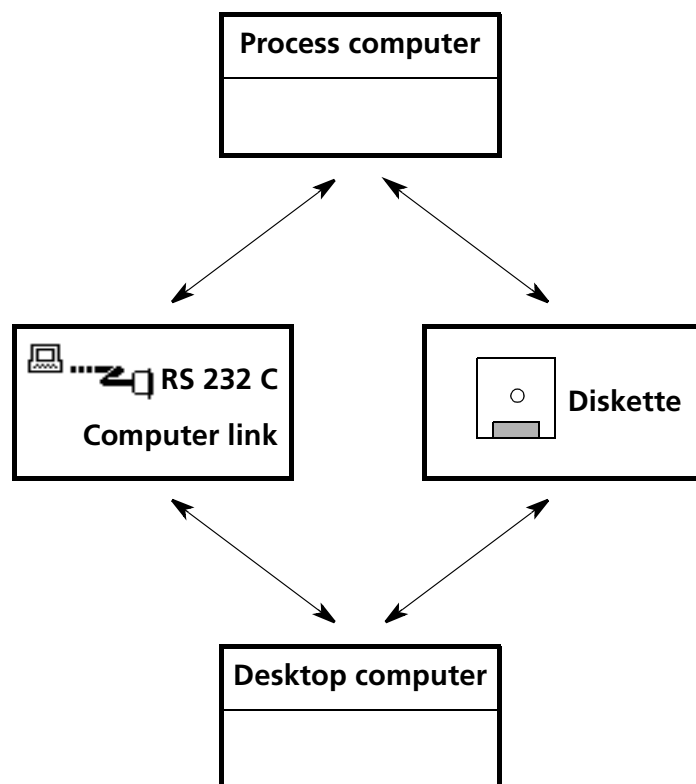 Process computer
RS 232 C
Computer link
Diskette
Desktop computer